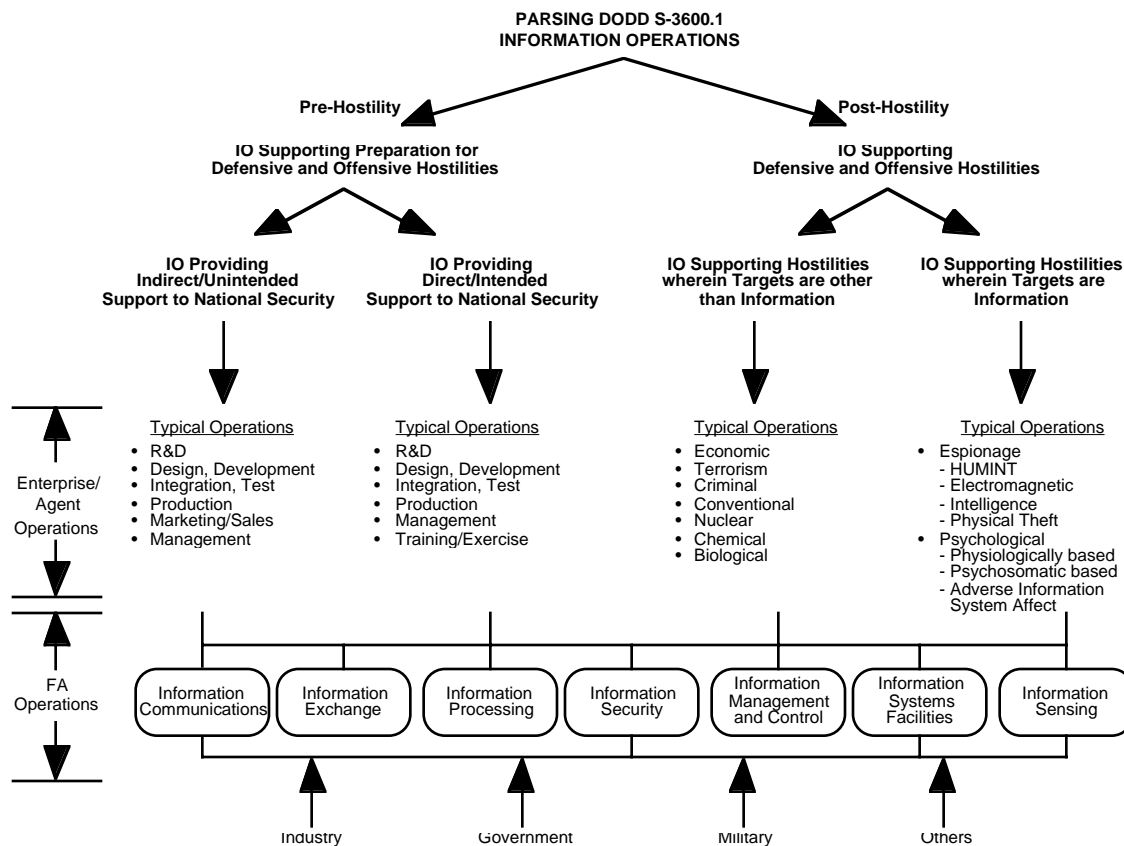 PARSING DODD S-3600.1
INFORMATION OPERATIONS
Pre-Hostility
Post-Hostility
IO Supporting Preparation for
Defensive and Offensive Hostilities
IO Supporting
Defensive and Offensive Hostilities
IO Providing
Indirect/Unintended
Support to National Security
IO Providing
Direct/Intended
Support to National Security
IO Supporting Hostilities
wherein Targets are other
than Information
IO Supporting Hostilities
wherein Targets are
Information
Enterprise/
Agent
Operations
Typical Operations
• R&D
• Design, Development
• Integration, Test
• Production
• Marketing/Sales
• Management
Typical Operations
• R&D
• Design, Development
• Integration, Test
• Production
• Management
• Training/Exercise
Typical Operations
• Economic
• Terrorism
• Criminal
• Conventional
• Nuclear
• Chemical
• Biological
Typical Operations
• Espionage
- HUMINT
- Electromagnetic
- Intelligence
- Physical Theft
• Psychological
- Physiologically based
- Psychosomatic based
- Adverse Information
System Affect
FA
Operations
Information
Communications
Information
Exchange
Information
Processing
Information
Security
Information
Management
and Control
Information
Systems
Facilities
Information
Sensing
Industry
Government
Military
Others